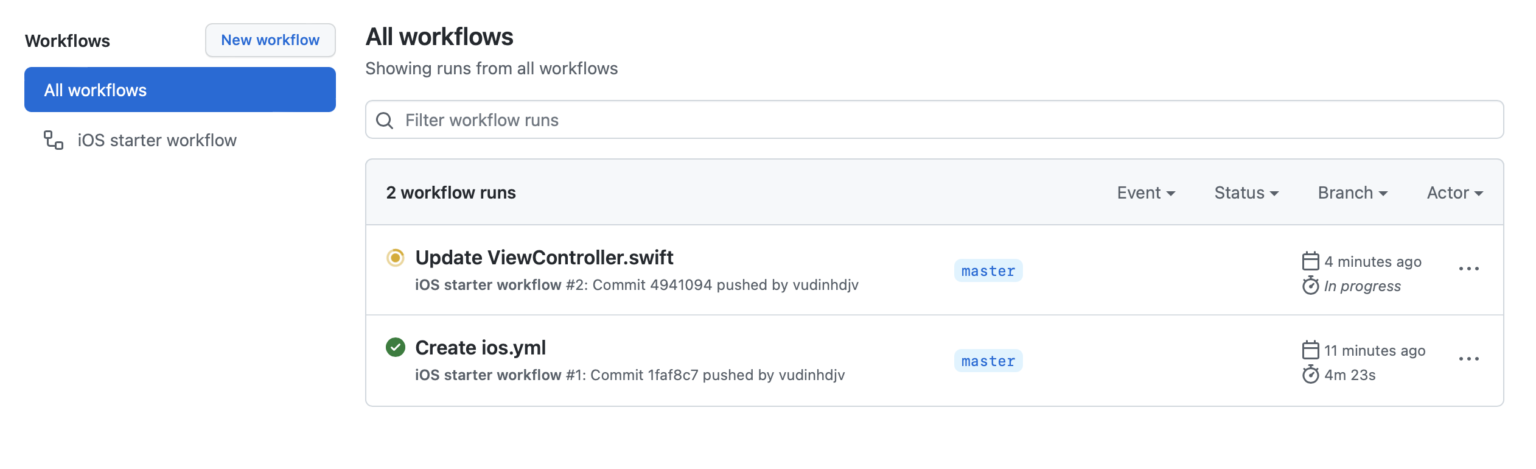 Workflows
New workflow
All workflows
iOS starter workflow
All workflows
Showing runs from all workflows
Filter workflow runs
2 workflow runs
Event
Status
Branch
Actor
Update ViewController.swift
iOS starter workflow #2: Commit 4941094 pushed by vudinhdjv
master
4 minutes ago
In progress
Create ios.yml
iOS starter workflow #1: Commit 1faf8c7 pushed by vudinhdjv
master
11 minutes ago
4m 23s